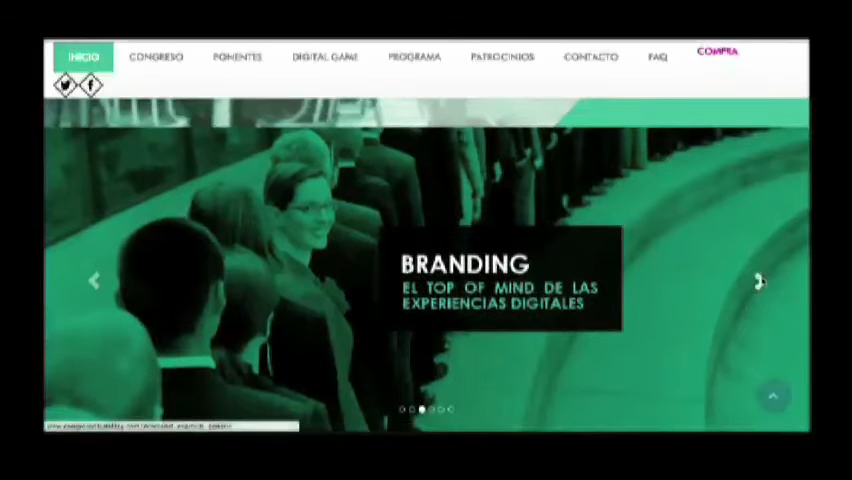 INICIO CONGRESO PONENTES DIGITAL GAME PROGRAMA PATROCINIOS CONTACTO FAQ COMPRA
BRANDING
EL TOP OF MIND DE LAS
EXPERIENCIAS DIGITALES